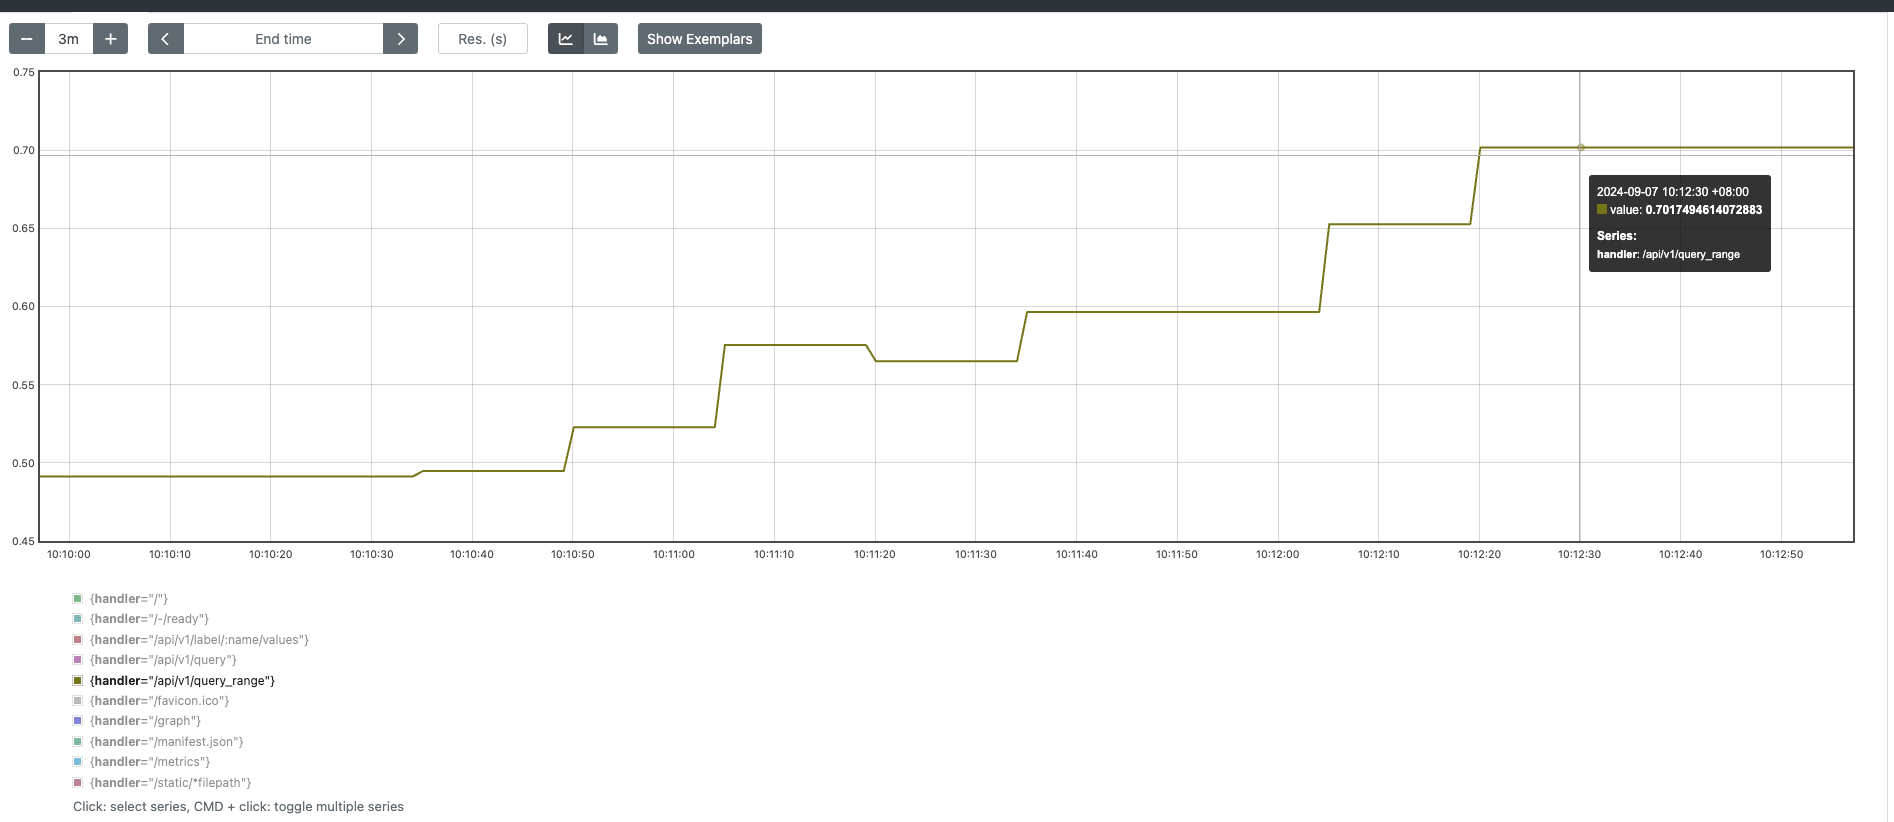 3m
End time
Res. (s)
Show Exemplars
0.75
0.70
0.65
0.60
0.55
0.50
0.45
2024-09-07 10:12:30 +08:00
value: 0.7017494614072883
Series:
handler: /api/v1/query_range
10:10:00 10:10:10 10:10:20 10:10:30 10:10:40 10:10:50 10:11:00 10:11:10 10:11:20 10:11:30 10:11:40 10:11:50 10:12:00 10:12:10 10:12:20 10:12:30 10:12:40 10:12:50
{handler="/"}
{handler="/-/ready"}
{handler="/api/v1/label/:name/values"}
{handler="/api/v1/query"}
{handler="/api/v1/query_range"}
{handler="/favicon.ico"}
{handler="/graph"}
{handler="/manifest.json"}
{handler="/metrics"}
{handler="/static/*filepath"}
Click: select series, CMD + click: toggle multiple series